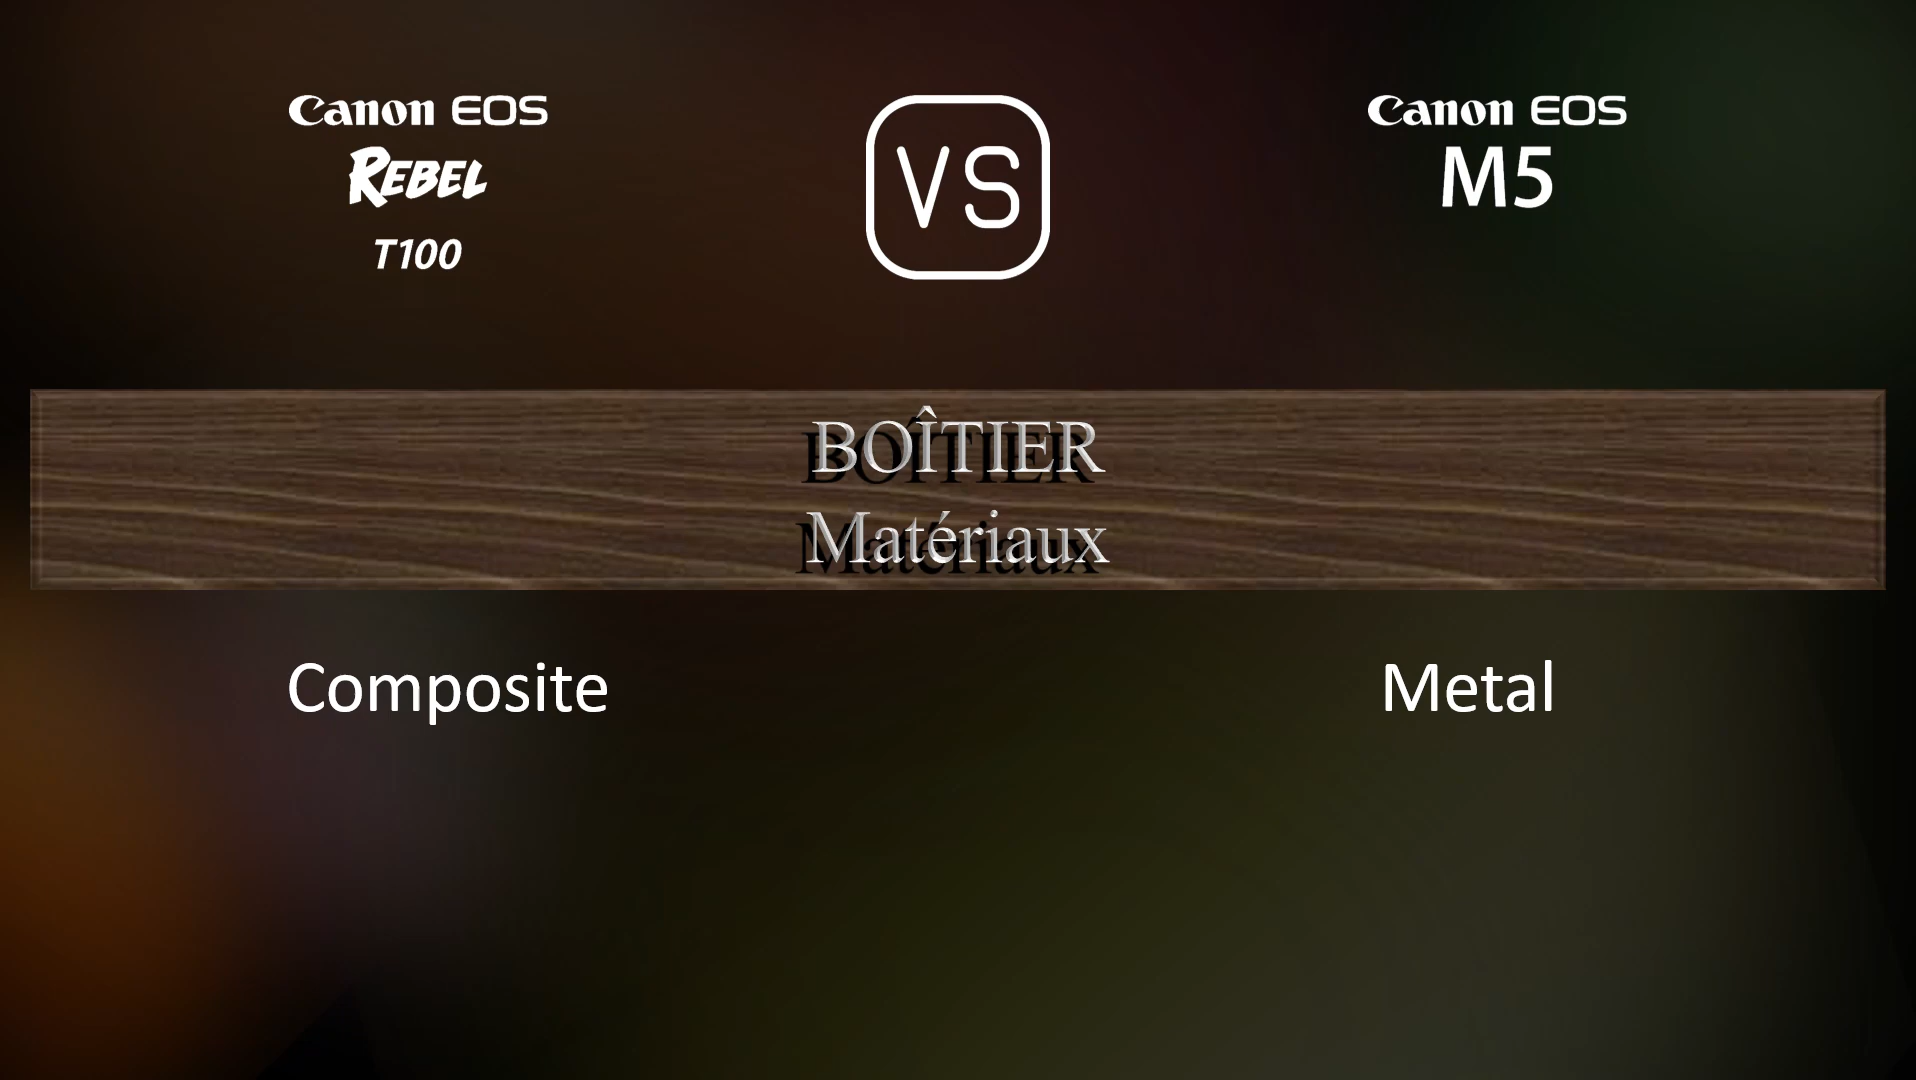 Canon EOS
REBEL
T100
VS
Canon EOS
M5
BOÎTIER
Matériaux
Composite
Metal